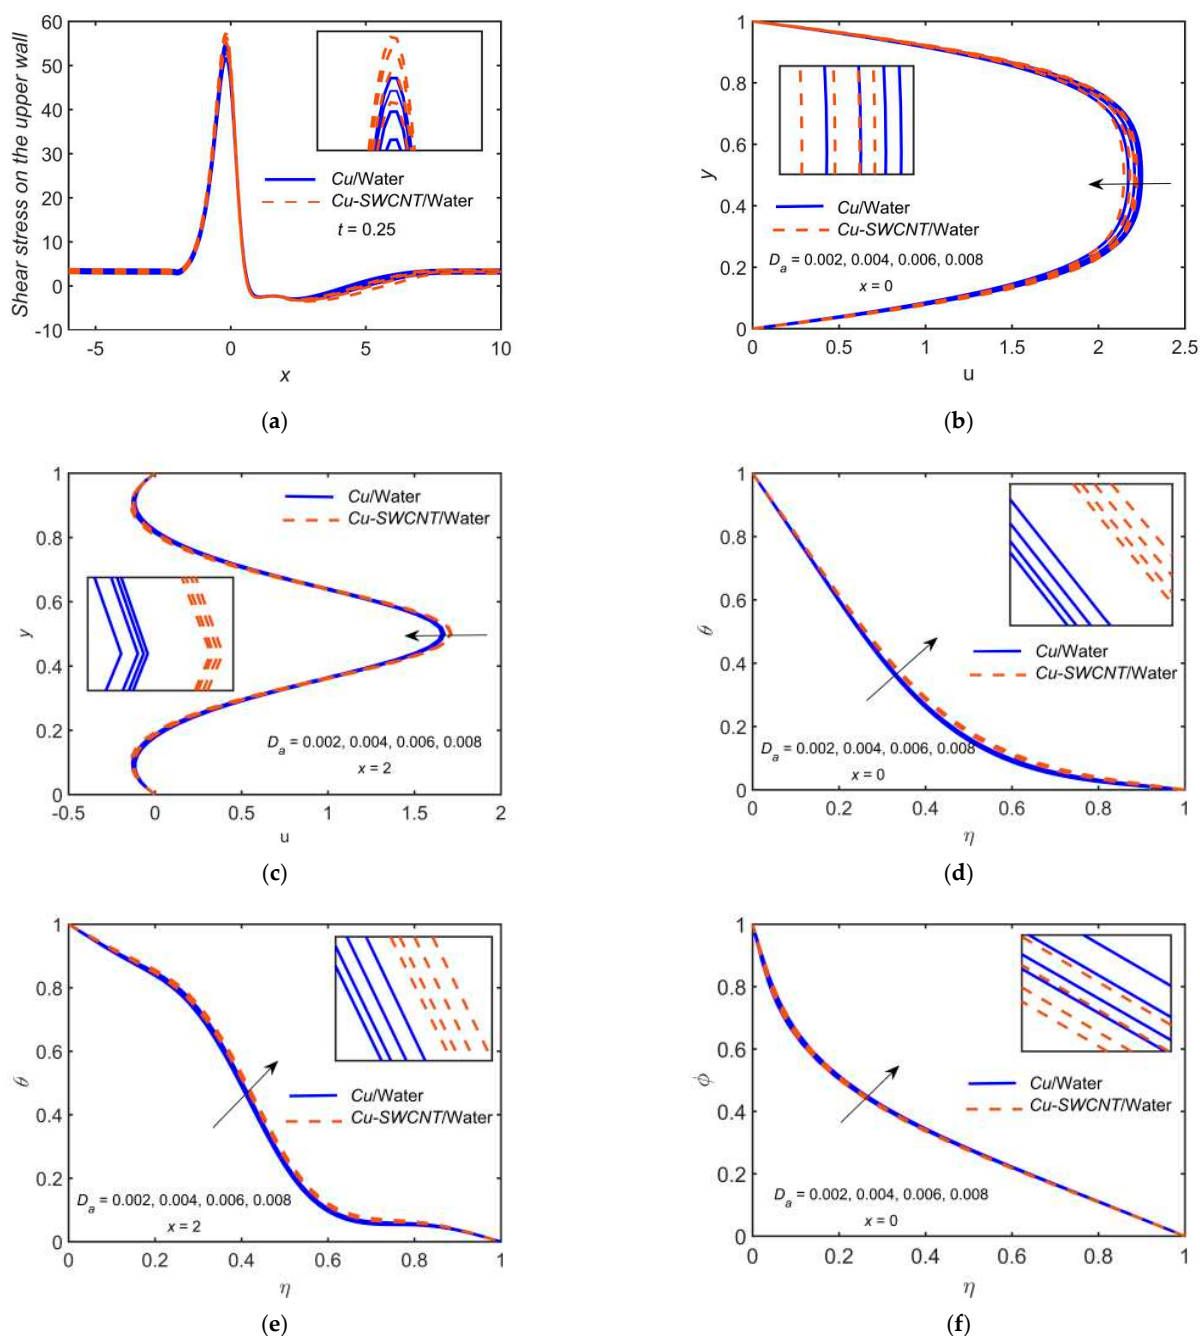 Shear stress on the upper wall
60
50
40
30
20
10
0
-10
Cu/Water
Cu-SWCNT/Water
t = 0.25
-5
0
5
10
x
(a)
y
1
0.8
0.6
0.4
0.2
0
Cu/Water
Cu-SWCNT/Water
Da = 0.002, 0.004, 0.006, 0.008
x = 0
0
0.5
1
1.5
2
2.5
u
(b)
y
1
0.8
0.6
0.4
0.2
0
Cu/Water
Cu-SWCNT/Water
Da = 0.002, 0.004, 0.006, 0.008
x = 2
-0.5
0
0.5
1
1.5
2
u
(c)
θ
1
0.8
0.6
0.4
0.2
0
Cu/Water
Cu-SWCNT/Water
Da = 0.002, 0.004, 0.006, 0.008
x = 0
0
0.2
0.4
0.6
0.8
1
η
(d)
θ
1
0.8
0.6
0.4
0.2
0
Cu/Water
Cu-SWCNT/Water
Da = 0.002, 0.004, 0.006, 0.008
x = 2
0
0.2
0.4
0.6
0.8
1
η
(e)
ϕ
1
0.8
0.6
0.4
0.2
0
Cu/Water
Cu-SWCNT/Water
Da = 0.002, 0.004, 0.006, 0.008
x = 0
0
0.2
0.4
0.6
0.8
1
η
(f)